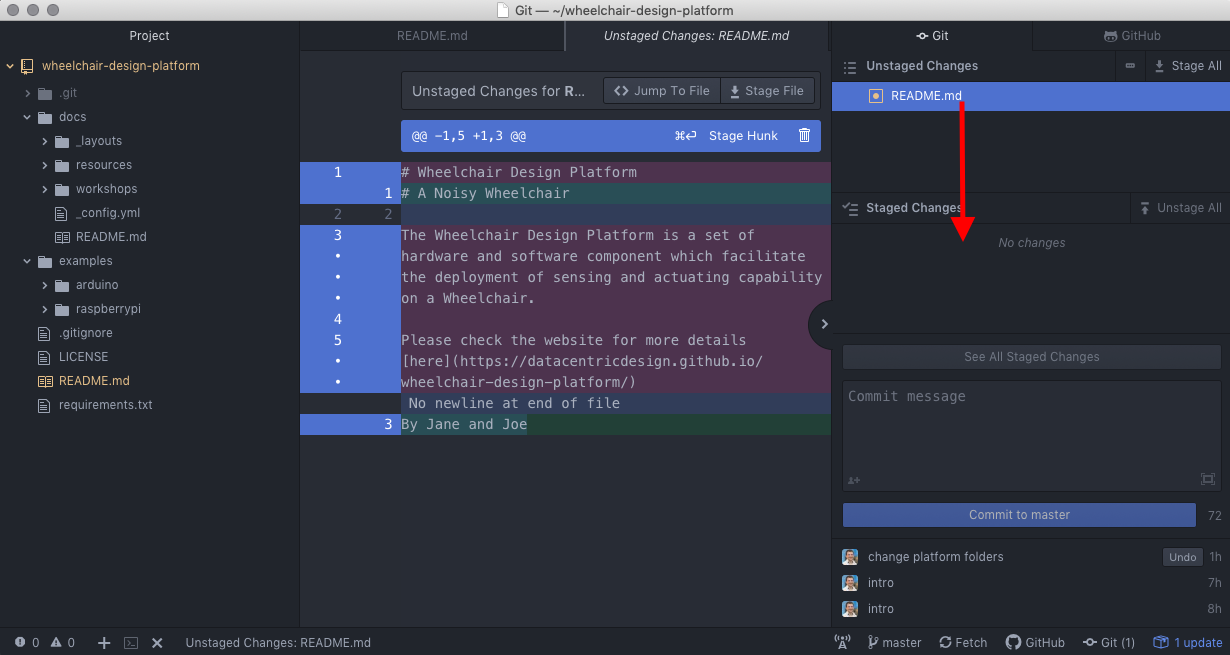 Git — ~/wheelchair-design-platform
Project
README.md
Unstaged Changes: README.md
Git
GitHub
wheelchair-design-platform
.git
docs
_layouts
resources
workshops
_config.yml
README.md
examples
arduino
raspberrypi
.gitignore
LICENSE
README.md
requirements.txt
Unstaged Changes for R...
Jump To File
Stage File
@@ -1,5 +1,3 @@
⌘↩ Stage Hunk
1 # Wheelchair Design Platform
1 # A Noisy Wheelchair
2 2
3 The Wheelchair Design Platform is a set of
• hardware and software component which facilitate
• the deployment of sensing and actuating capability
• on a Wheelchair.
4
5 Please check the website for more details
• [here](https://datacentricdesign.github.io/
• wheelchair-design-platform/)
No newline at end of file
3 By Jane and Joe
Unstaged Changes
Stage All
README.md
Staged Changes
Unstage All
No changes
See All Staged Changes
Commit message
Commit to master
72
change platform folders
Undo
1h
intro
7h
intro
8h
0
0
Unstaged Changes: README.md
master
Fetch
GitHub
Git (1)
1 update